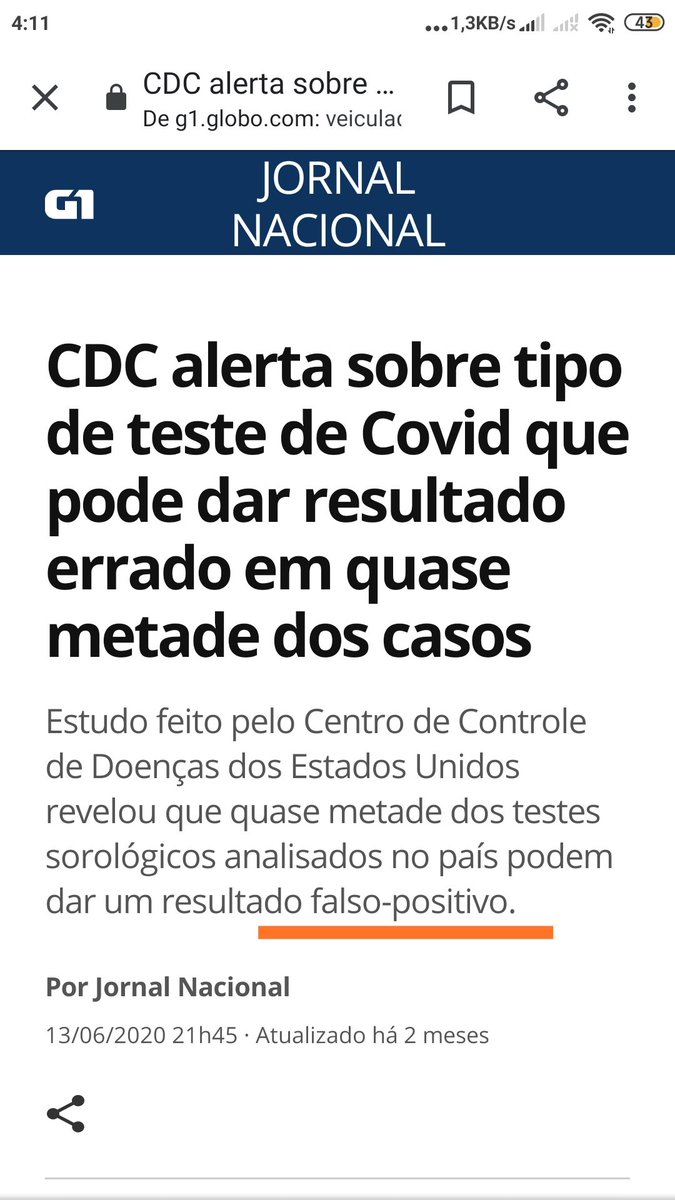 4:11
...1,3KB/s
43
CDC alerta sobre ...
De g1.globo.com: veicula
G1
JORNAL
NACIONAL
CDC alerta sobre tipo
de teste de Covid que
pode dar resultado
errado em quase
metade dos casos
Estudo feito pelo Centro de Controle
de Doenças dos Estados Unidos
revelou que quase metade dos testes
sorológicos analisados no país podem
dar um resultado falso-positivo.
Por Jornal Nacional
13/06/2020 21h45 · Atualizado há 2 meses